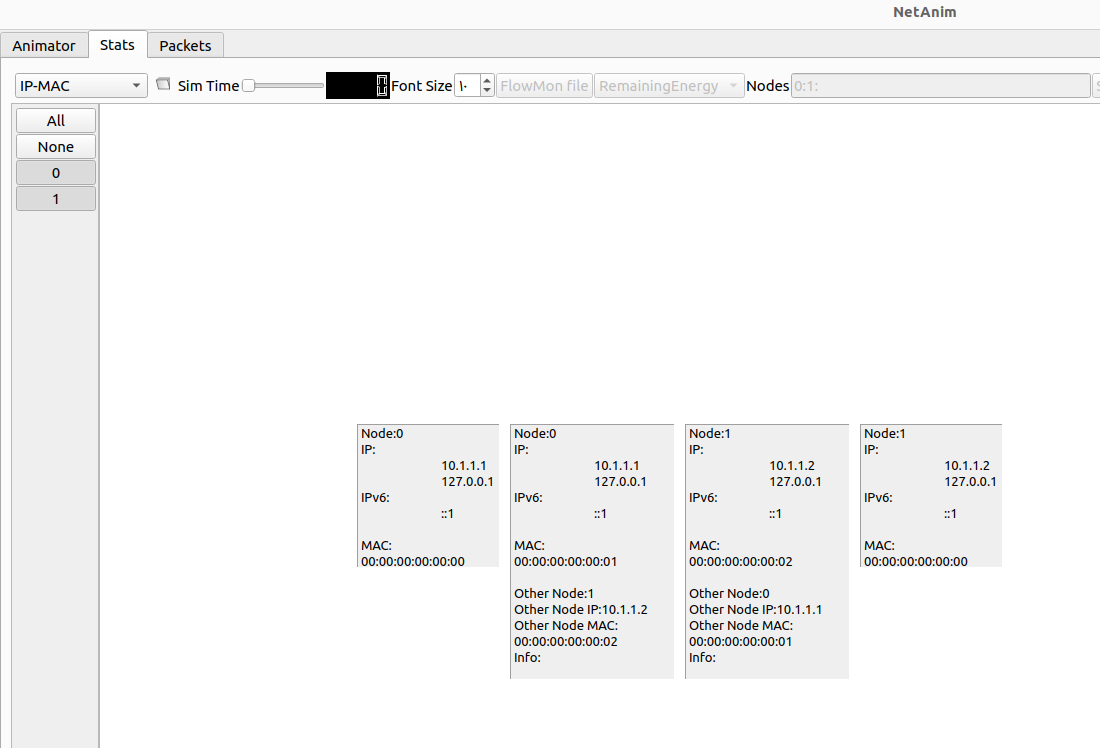 NetAnim
Animator Stats Packets
IP-MAC Sim Time 0 Font Size ١٠ FlowMon file RemainingEnergy Nodes 0:1:
All
None
0
1
Node:0
IP:
10.1.1.1
127.0.0.1
IPv6:
::1
MAC:
00:00:00:00:00:00
Node:0
IP:
10.1.1.1
127.0.0.1
IPv6:
::1
MAC:
00:00:00:00:00:01
Other Node:1
Other Node IP:10.1.1.2
Other Node MAC:
00:00:00:00:00:02
Info:
Node:1
IP:
10.1.1.2
127.0.0.1
IPv6:
::1
MAC:
00:00:00:00:00:02
Other Node:0
Other Node IP:10.1.1.1
Other Node MAC:
00:00:00:00:00:01
Info:
Node:1
IP:
10.1.1.2
127.0.0.1
IPv6:
::1
MAC:
00:00:00:00:00:00